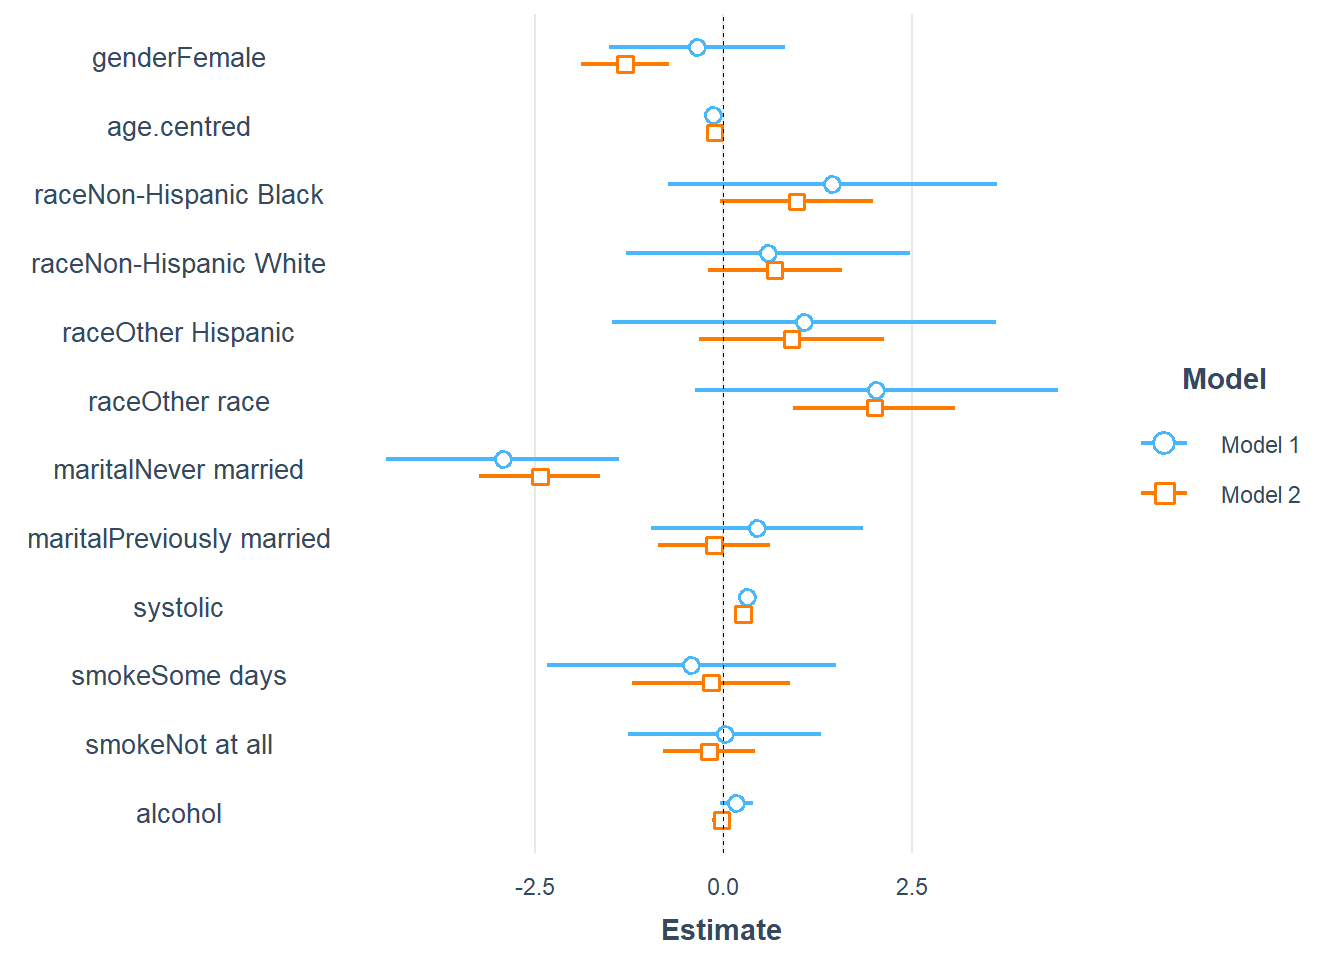 genderFemale
age.centred
raceNon-Hispanic Black
raceNon-Hispanic White
raceOther Hispanic
raceOther race
maritalNever married
maritalPreviously married
systolic
smokeSome days
smokeNot at all
alcohol
-2.5 0.0 2.5
Estimate
Model
Model 1
Model 2